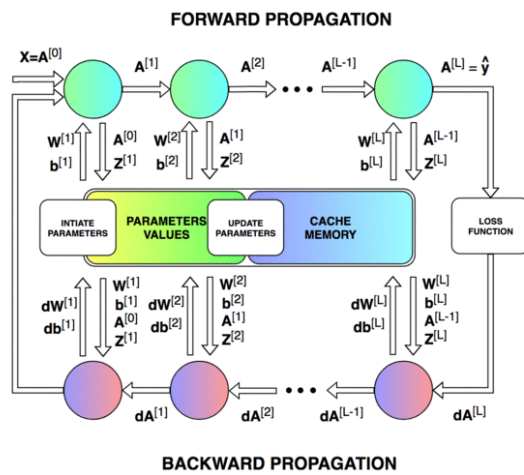 FORWARD PROPAGATION
X=A[0]
A[1]
A[2]
A[L-1]
A[L] = ŷ
W[1]
b[1]
A[0]
Z[1]
W[2]
b[2]
A[1]
Z[2]
W[L]
b[L]
A[L-1]
Z[L]
INTIATE
PARAMETERS
PARAMETERS
VALUES
UPDATE
PARAMETERS
CACHE
MEMORY
LOSS
FUNCTION
dW[1]
db[1]
W[1]
b[1]
A[0]
Z[1]
dW[2]
db[2]
W[2]
b[2]
A[1]
Z[2]
dW[L]
db[L]
W[L]
b[L]
A[L-1]
Z[L]
dA[1]
dA[2]
dA[L-1]
dA[L]
BACKWARD PROPAGATION